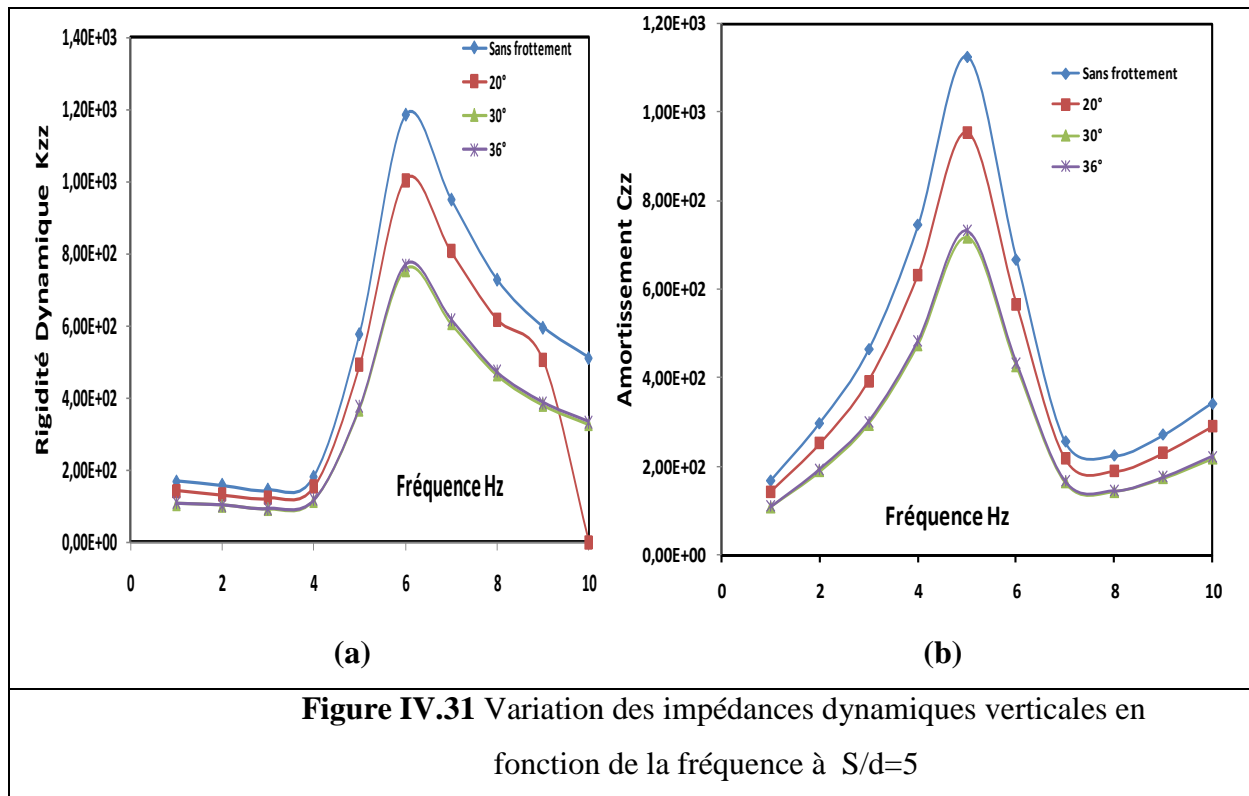 Rigidité Dynamique Kzz
1,40E+03
1,20E+03
1,00E+03
8,00E+02
6,00E+02
4,00E+02
2,00E+02
0,00E+00
0 2 4 6 8 10
Sans frottement
20°
30°
36°
Fréquence Hz
(a)
Amortissement Czz
1,20E+03
1,00E+03
8,00E+02
6,00E+02
4,00E+02
2,00E+02
0,00E+00
0 2 4 6 8 10
Sans frottement
20°
30°
36°
Fréquence Hz
(b)
Figure IV.31 Variation des impédances dynamiques verticales en
fonction de la fréquence à S/d=5